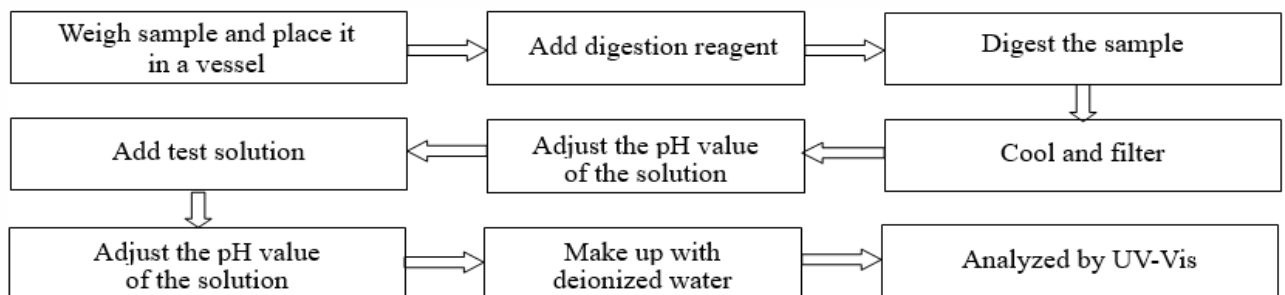 Weigh sample and place it
in a vessel
Add digestion reagent
Digest the sample
Cool and filter
Adjust the pH value
of the solution
Add test solution
Adjust the pH value
of the solution
Make up with
deionized water
Analyzed by UV-Vis